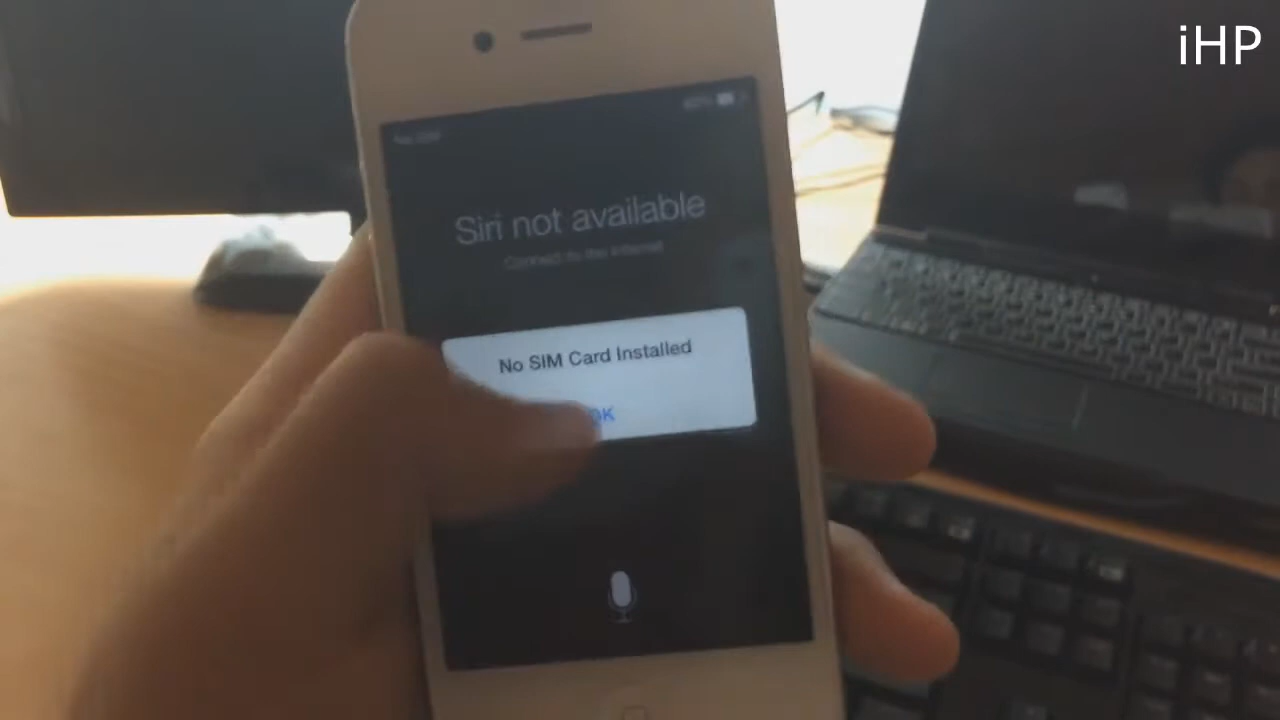 iHP
Siri not available
Connect to the Internet
No SIM Card Installed
OK